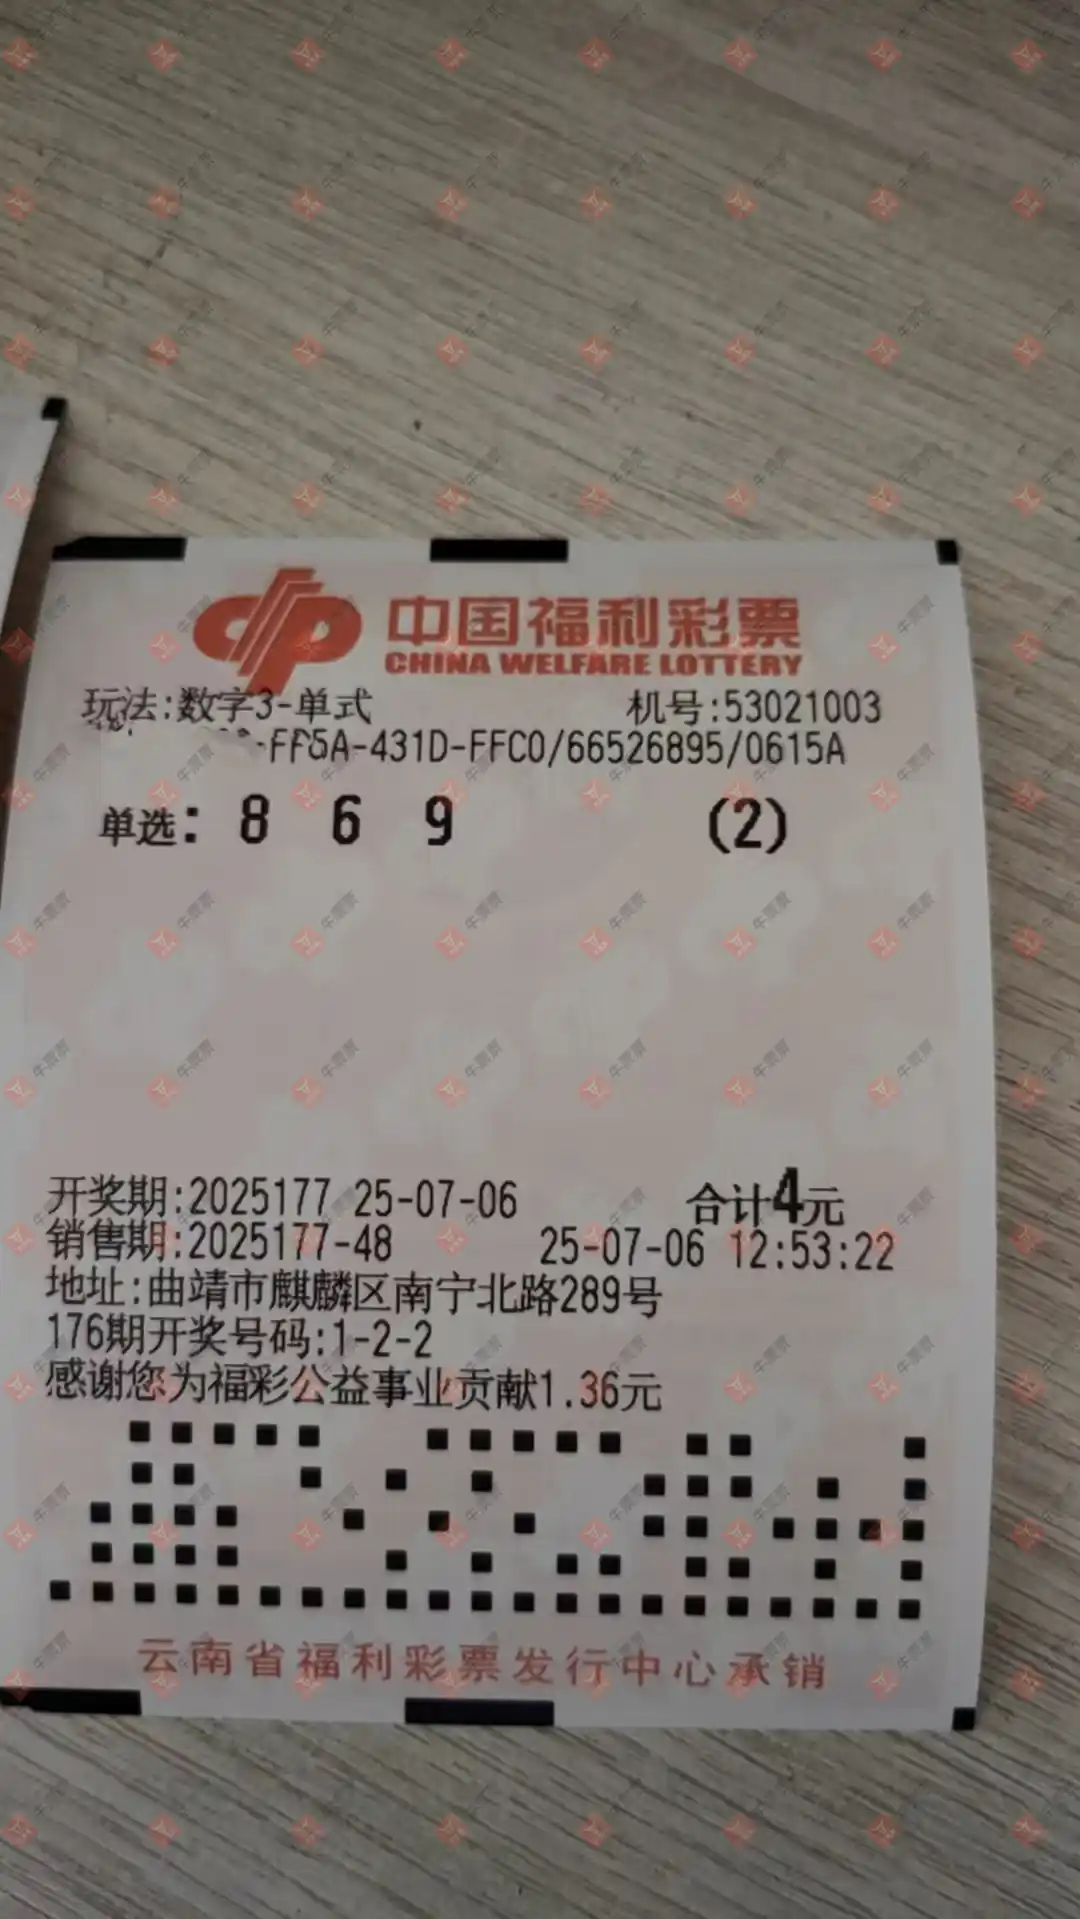 中国福利彩票
CHINA WELFARE LOTTERY
玩法:数字3-单式 机号:53021003
-FF5A-431D-FFC0/66526895/0615A
单选: 8 6 9 (2)
开奖期:2025177 25-07-06 合计4元
销售期:2025177-48 25-07-06 12:53:22
地址:曲靖市麒麟区南宁北路289号
176期开奖号码:1-2-2
感谢您为福彩公益事业贡献1.36元
云南省福利彩票发行中心承销